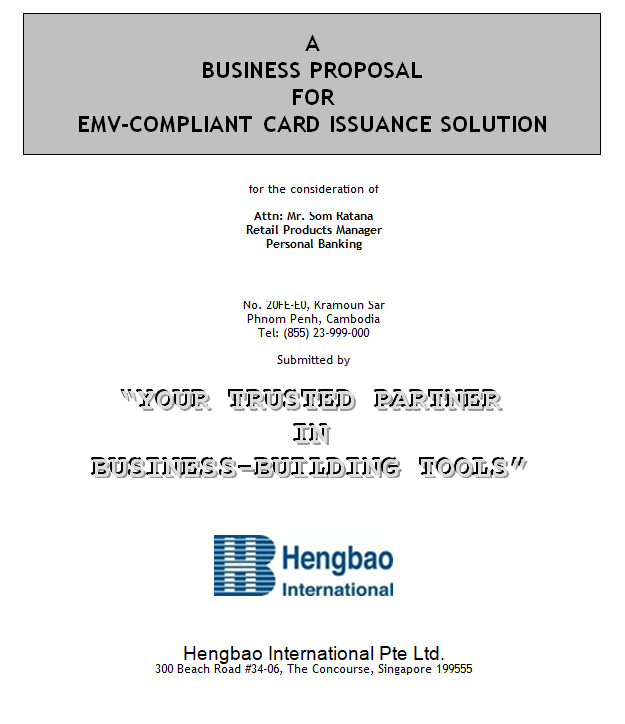 A
BUSINESS PROPOSAL
FOR
EMV-COMPLIANT CARD ISSUANCE SOLUTION
for the consideration of
Attn: Mr. Som Ratana
Retail Products Manager
Personal Banking
No. 20FE-E0, Kramoun Sar
Phnom Penh, Cambodia
Tel: (855) 23-999-000
Submitted by
"YOUR TRUSTED PARTNER
IN
BUSINESS-BUILDING TOOLS"
Hengbao
International
Hengbao International Pte Ltd.
300 Beach Road #34-06, The Concourse, Singapore 199555